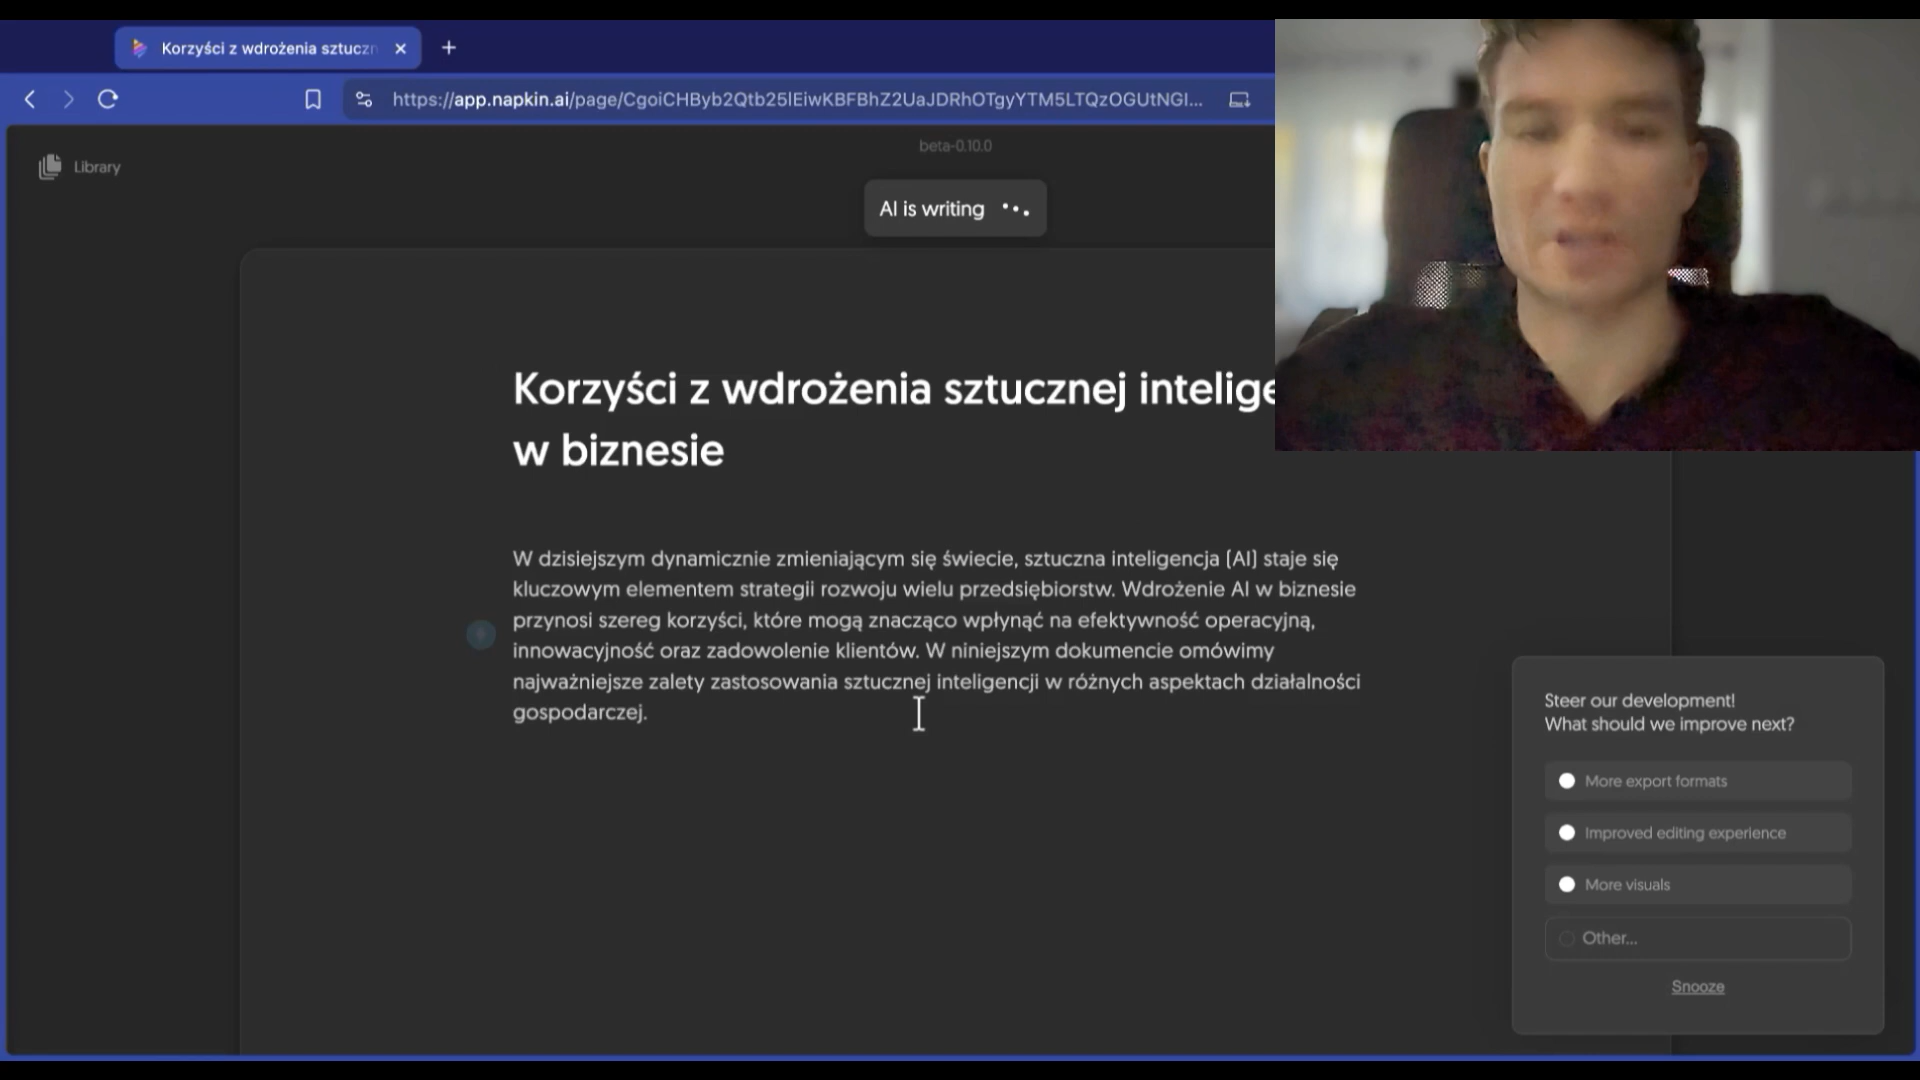 Korzyści z wdrożenia sztuczn
https://app.napkin.ai/page/CgoiCHByb2Qtb25lEiwKBFBhZ2UaJDRhOTgyYTM5LTQzOGUtNGI...
Library
beta-0.10.0
AI is writing
Korzyści z wdrożenia sztucznej intelige
w biznesie
W dzisiejszym dynamicznie zmieniającym się świecie, sztuczna inteligencja (AI) staje się
kluczowym elementem strategii rozwoju wielu przedsiębiorstw. Wdrożenie AI w biznesie
przynosi szereg korzyści, które mogą znacząco wpłynąć na efektywność operacyjną,
innowacyjność oraz zadowolenie klientów. W niniejszym dokumencie omówimy
najważniejsze zalety zastosowania sztucznej inteligencji w różnych aspektach działalności
gospodarczej.
Steer our development!
What should we improve next?
More export formats
Improved editing experience
More visuals
Other...
Snooze